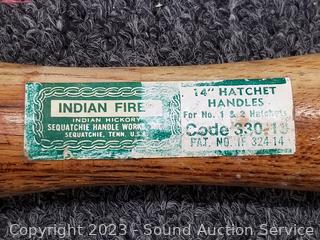 INDIAN FIRE
INDIAN HICKORY
SEQUATCHIE HANDLE WORKS,
SEQUATCHIE, TENN. U.S.A.
14" HATCHET
HANDLES
For No. 1 & 2 Hatchets
Code 330-13
PAT. NO. IF 324-14
Copyright 2023 - Sound Auction Service